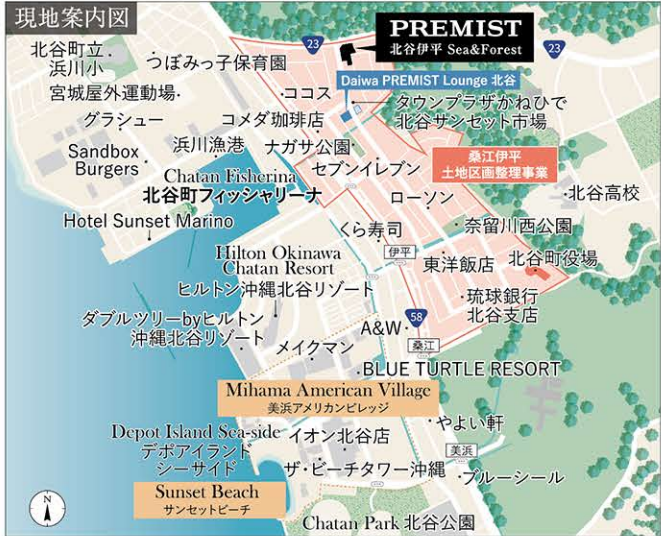 現地案内図
23
PREMIST
北谷伊平 Sea&Forest
23
北谷町立
浜川小
つぼみっ子保育園
Daiwa PREMIST Lounge 北谷
宮城屋外運動場
ココス
タウンプラザかねひで
北谷サンセット市場
グラシュー
コメダ珈琲店
Sandbox
Burgers
浜川漁港
ナガサ公園
桑江伊平
土地区画整理事業
Chatan Fisherina
北谷町フィッシャリーナ
セブンイレブン
ローソン
北谷高校
Hotel Sunset Marino
くら寿司
奈留川西公園
伊平
北谷町役場
Hilton Okinawa
Chatan Resort
ヒルトン沖縄北谷リゾート
東洋飯店
琉球銀行
北谷支店
ダブルツリーbyヒルトン
沖縄北谷リゾート
58
A&W
桑江
メイクマン
BLUE TURTLE RESORT
Mihama American Village
美浜アメリカンビレッジ
Depot Island Sea-side
デポアイランド
シーサイド
イオン北谷店
やよい軒
美浜
ザ・ビーチタワー沖縄
ブルーシール
Sunset Beach
サンセットビーチ
N
Chatan Park 北谷公園